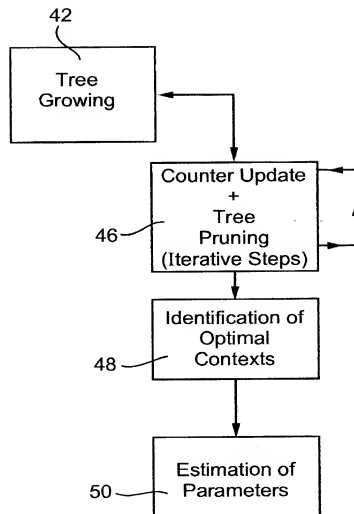 42
Tree
Growing
Counter Update
+
Tree
Pruning
(Iterative Steps)
46
Identification of
Optimal
Contexts
48
Estimation of
Parameters
50